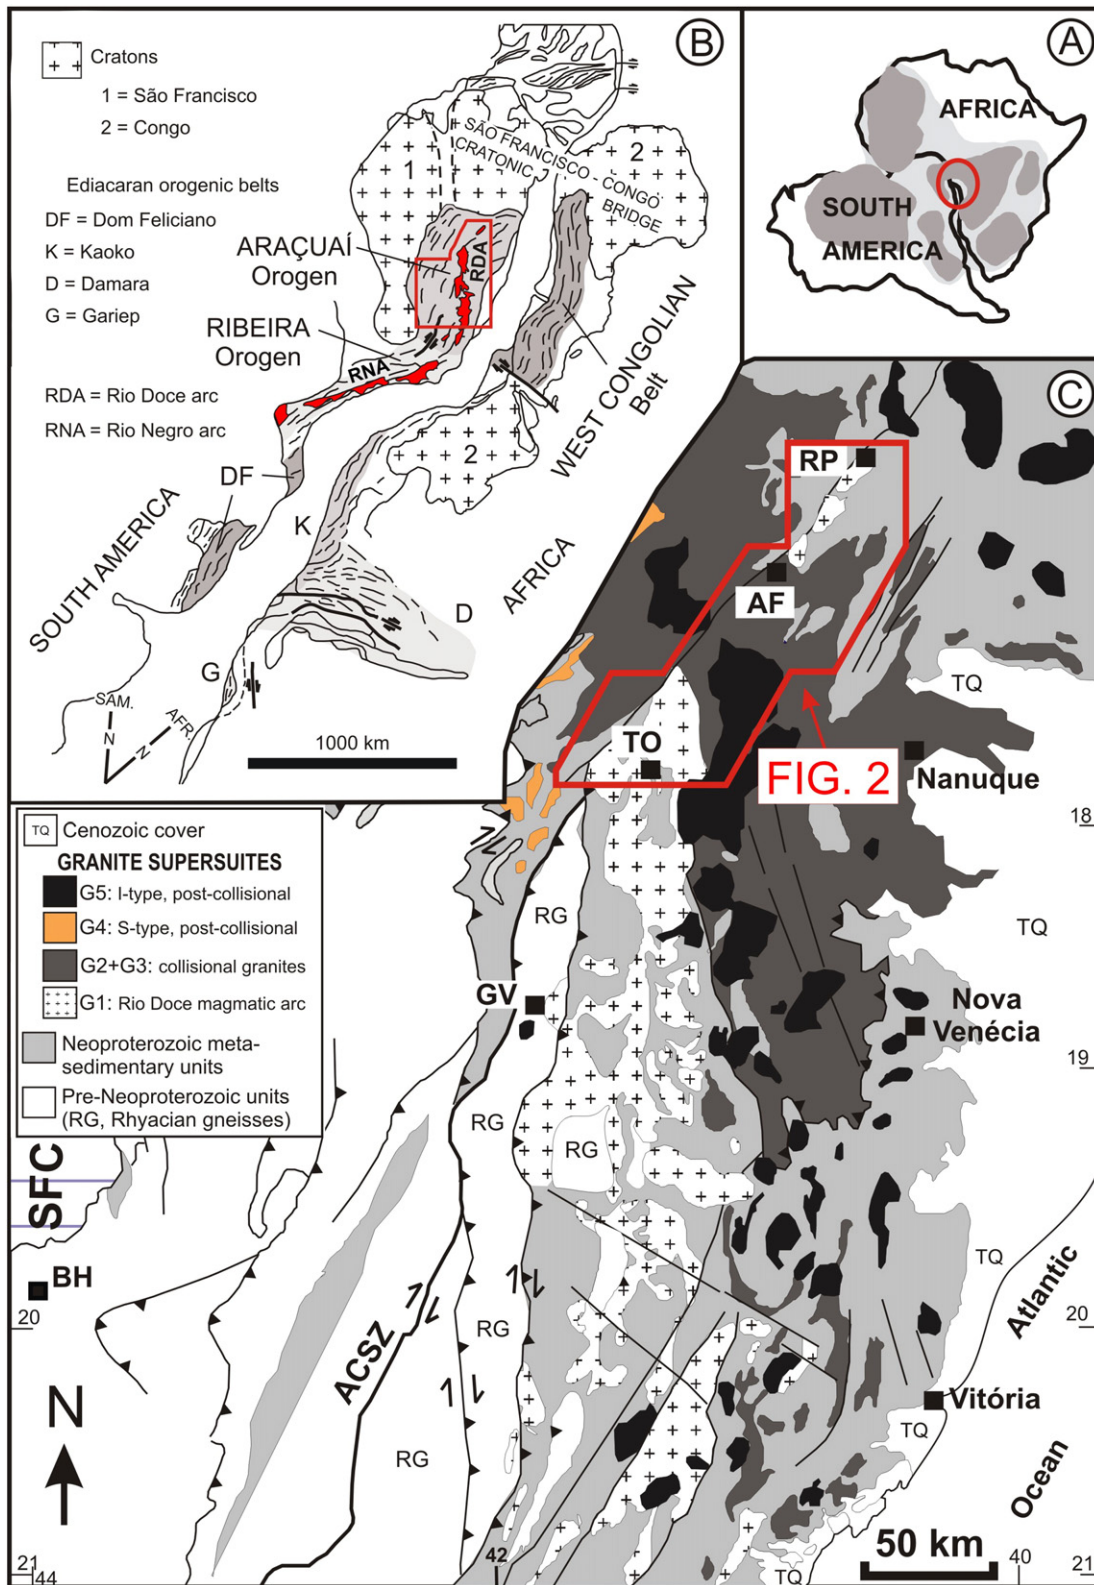 B
Cratons
1 = São Francisco
2 = Congo
Ediacaran orogenic belts
DF = Dom Feliciano
K = Kaoko
D = Damara
G = Gariep
RDA = Rio Doce arc
RNA = Rio Negro arc
1
2
SÃO FRANCISCO - CONGO
CRATONIC BRIDGE
ARAÇUAÍ
Orogen
RDA
RIBEIRA
Orogen
RNA
WEST CONGOLIAN
Belt
2
DF
K
SOUTH AMERICA
AFRICA
D
G
SAM.
N
AFR.
N
1000 km
A
AFRICA
SOUTH
AMERICA
C
RP
AF
TQ
TO
FIG. 2
Nanuque
18
TQ
Cenozoic cover
GRANITE SUPERSUITES
G5: I-type, post-collisional
G4: S-type, post-collisional
G2+G3: collisional granites
G1: Rio Doce magmatic arc
Neoproterozoic meta-
sedimentary units
Pre-Neoproterozoic units
(RG, Rhyacian gneisses)
RG
TQ
GV
Nova
Venécia
19
RG
RG
SFC
BH
20
TQ
Atlantic
20
ACSZ
RG
Vitória
TQ
N
RG
Ocean
50 km
21
44
42
TQ
40
21